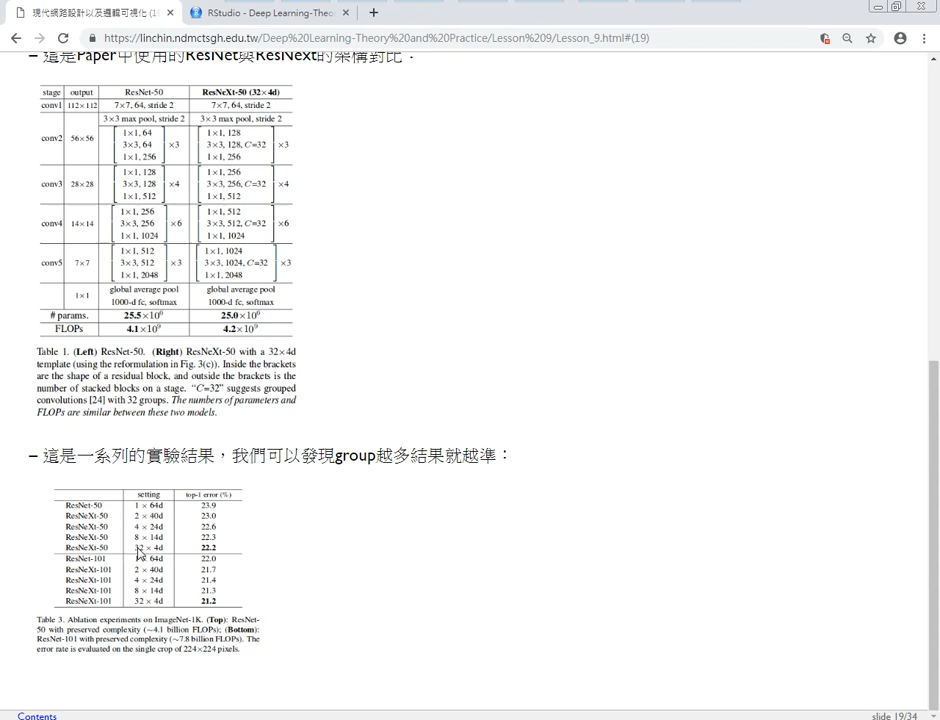 現代網路設計以及邏輯可視化 (1
RStudio - Deep Learning-Theor
https://linchin.ndmctsgh.edu.tw/Deep%20Learning-Theory%20and%20Practice/Lesson%209/Lesson_9.html#(19)
– 這是Paper中使用的ResNet與ResNext的架構對比：
stage output ResNet-50 ResNeXt-50 (32×4d)
conv1 112×112 7×7, 64, stride 2 7×7, 64, stride 2
3×3 max pool, stride 2 3×3 max pool, stride 2
1×1, 64 1×1, 128
conv2 56×56 3×3, 64 ×3 3×3, 128, C=32 ×3
1×1, 256 1×1, 256
1×1, 128 1×1, 256
conv3 28×28 3×3, 128 ×4 3×3, 256, C=32 ×4
1×1, 512 1×1, 512
1×1, 256 1×1, 512
conv4 14×14 3×3, 256 ×6 3×3, 512, C=32 ×6
1×1, 1024 1×1, 1024
1×1, 512 1×1, 1024
conv5 7×7 3×3, 512 ×3 3×3, 1024, C=32 ×3
1×1, 2048 1×1, 2048
1×1 global average pool global average pool
1000-d fc, softmax 1000-d fc, softmax
# params. 25.5×10⁶ 25.0×10⁶
FLOPs 4.1×10⁹ 4.2×10⁹
Table 1. (Left) ResNet-50. (Right) ResNeXt-50 with a 32×4d
template (using the reformulation in Fig. 3(c)). Inside the brackets
are the shape of a residual block, and outside the brackets is the
number of stacked blocks on a stage. “C=32” suggests grouped
convolutions [24] with 32 groups. The numbers of parameters and
FLOPs are similar between these two models.
– 這是一系列的實驗結果，我們可以發現group越多結果就越準：
setting top-1 error (%)
ResNet-50 1 × 64d 23.9
ResNeXt-50 2 × 40d 23.0
ResNeXt-50 4 × 24d 22.6
ResNeXt-50 8 × 14d 22.3
ResNeXt-50 32 × 4d 22.2
ResNet-101 × 64d 22.0
ResNeXt-101 2 × 40d 21.7
ResNeXt-101 4 × 24d 21.4
ResNeXt-101 8 × 14d 21.3
ResNeXt-101 32 × 4d 21.2
Table 3. Ablation experiments on ImageNet-1K. (Top): ResNet-
50 with preserved complexity (~4.1 billion FLOPs); (Bottom):
ResNet-101 with preserved complexity (~7.8 billion FLOPs). The
error rate is evaluated on the single crop of 224×224 pixels.
Contents
slide 19/34